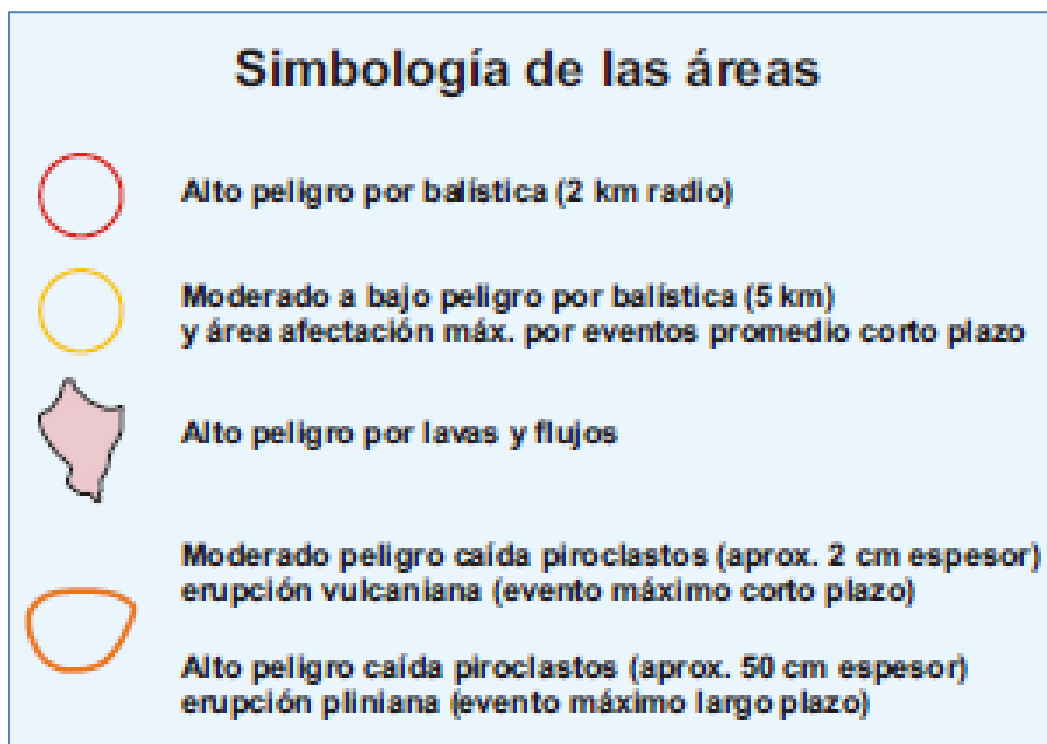 Simbología de las áreas
Alto peligro por balística (2 km radio)
Moderado a bajo peligro por balística (5 km)
y área afectación máx. por eventos promedio corto plazo
Alto peligro por lavas y flujos
Moderado peligro caída piroclastos (aprox. 2 cm espesor)
erupción vulcaniana (evento máximo corto plazo)
Alto peligro caída piroclastos (aprox. 50 cm espesor)
erupción pliniana (evento máximo largo plazo)